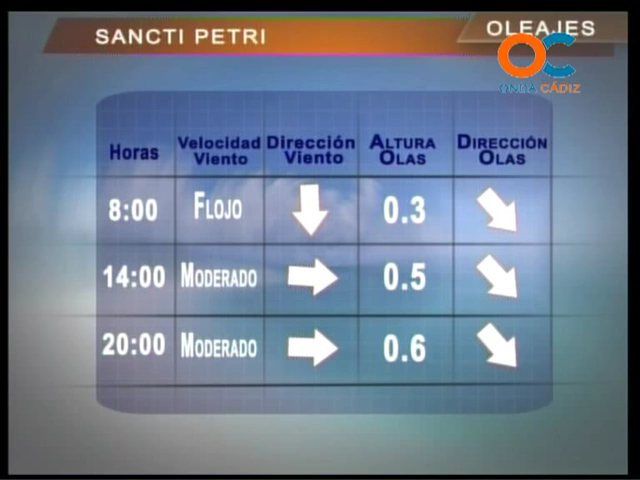 SANCTI PETRI
OLEAJES
OC
ONDA CÁDIZ
Horas Velocidad Viento Dirección Viento ALTURA OLAS DIRECCIÓN OLAS
8:00 FLOJO 0.3
14:00 MODERADO 0.5
20:00 MODERADO 0.6